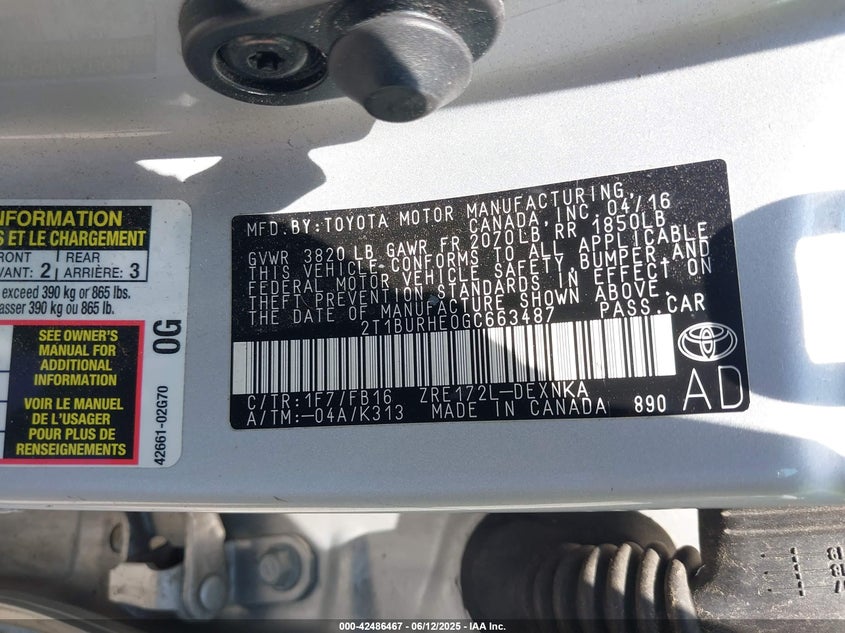 NFORMATION
S ET LE CHARGEMENT
FRONT
REAR
VANT: 2
ARRIÈRE: 3
exceed 390 kg or 865 lbs.
asser 390 kg ou 865 lb.
SEE OWNER'S
MANUAL FOR
ADDITIONAL
INFORMATION
VOIR LE MANUEL
DE L'USAGER
POUR PLUS DE
RENSEIGNEMENTS
0G
42661-02G70
MFD.BY:TOYOTA MOTOR MANUFACTURING
CANADA, INC. 04/16
GVWR 3820 LB GAWR FR 2070LB RR 1850LB
THIS VEHICLE CONFORMS TO ALL APPLICABLE
FEDERAL MOTOR VEHICLE SAFETY, BUMPER, AND
THEFT PREVENTION STANDARDS IN EFFECT ON
THE DATE OF MANUFACTURE SHOWN ABOVE.
2T1BURHE0GC663487 PASS.CAR
C/TR:1F7/FB16 ZRE172L-DEXNKA
A/TM:-04A/K313 MADE IN CANADA 890
AD
000-42486467 - 06/12/2025 - IAA Inc.